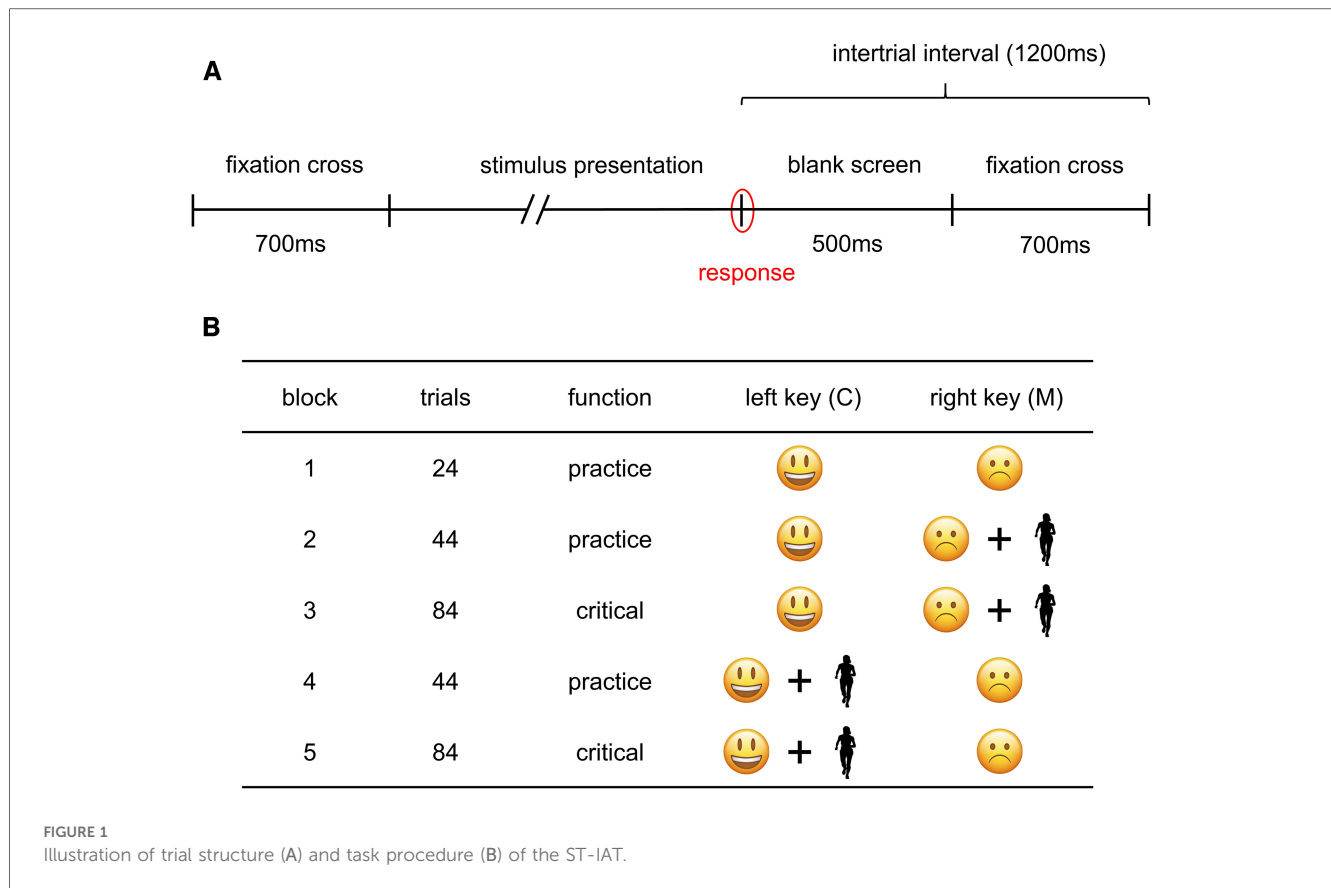 A
intertrial interval (1200ms)
fixation cross stimulus presentation blank screen fixation cross
700ms 500ms 700ms
response
B
block trials function left key (C) right key (M)
1 24 practice
2 44 practice +
3 84 critical +
4 44 practice +
5 84 critical +
FIGURE 1
Illustration of trial structure (A) and task procedure (B) of the ST-IAT.